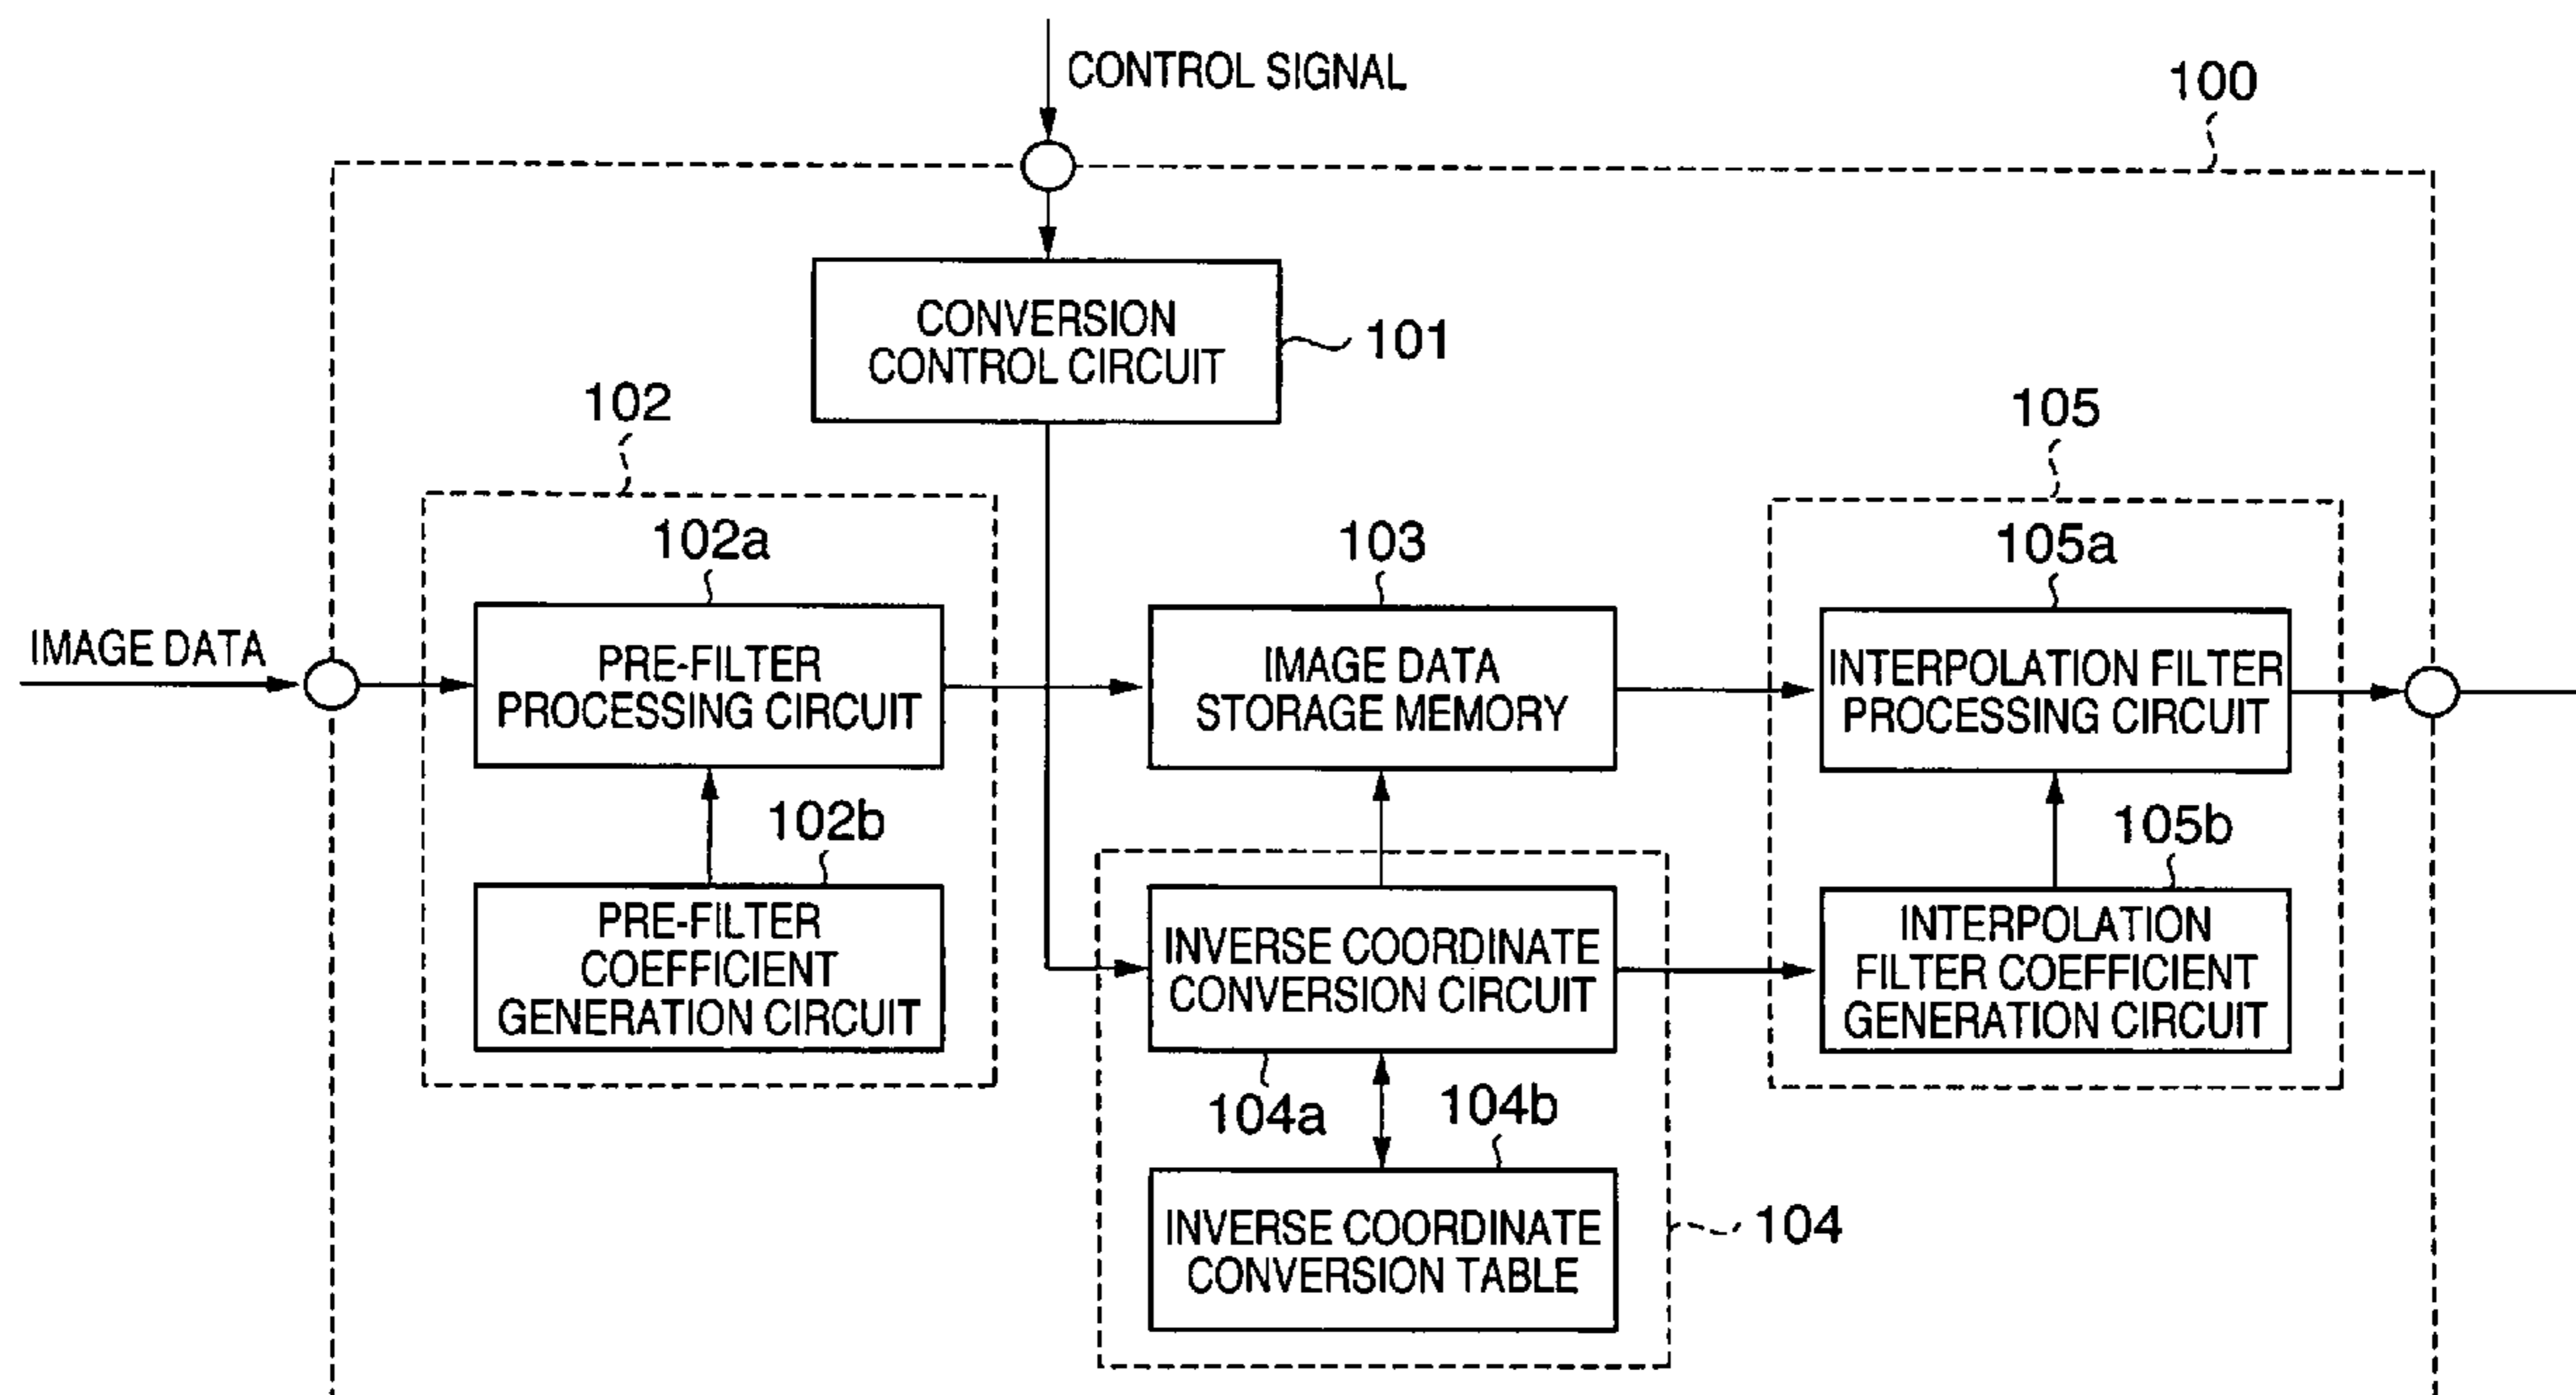 CONTROL SIGNAL
100
CONVERSION
CONTROL CIRCUIT
101
102
105
102a
103
105a
IMAGE DATA
PRE-FILTER
PROCESSING CIRCUIT
IMAGE DATA
STORAGE MEMORY
INTERPOLATION FILTER
PROCESSING CIRCUIT
102b
105b
PRE-FILTER
COEFFICIENT
GENERATION CIRCUIT
INVERSE COORDINATE
CONVERSION CIRCUIT
INTERPOLATION
FILTER COEFFICIENT
GENERATION CIRCUIT
104a
104b
INVERSE COORDINATE
CONVERSION TABLE
104